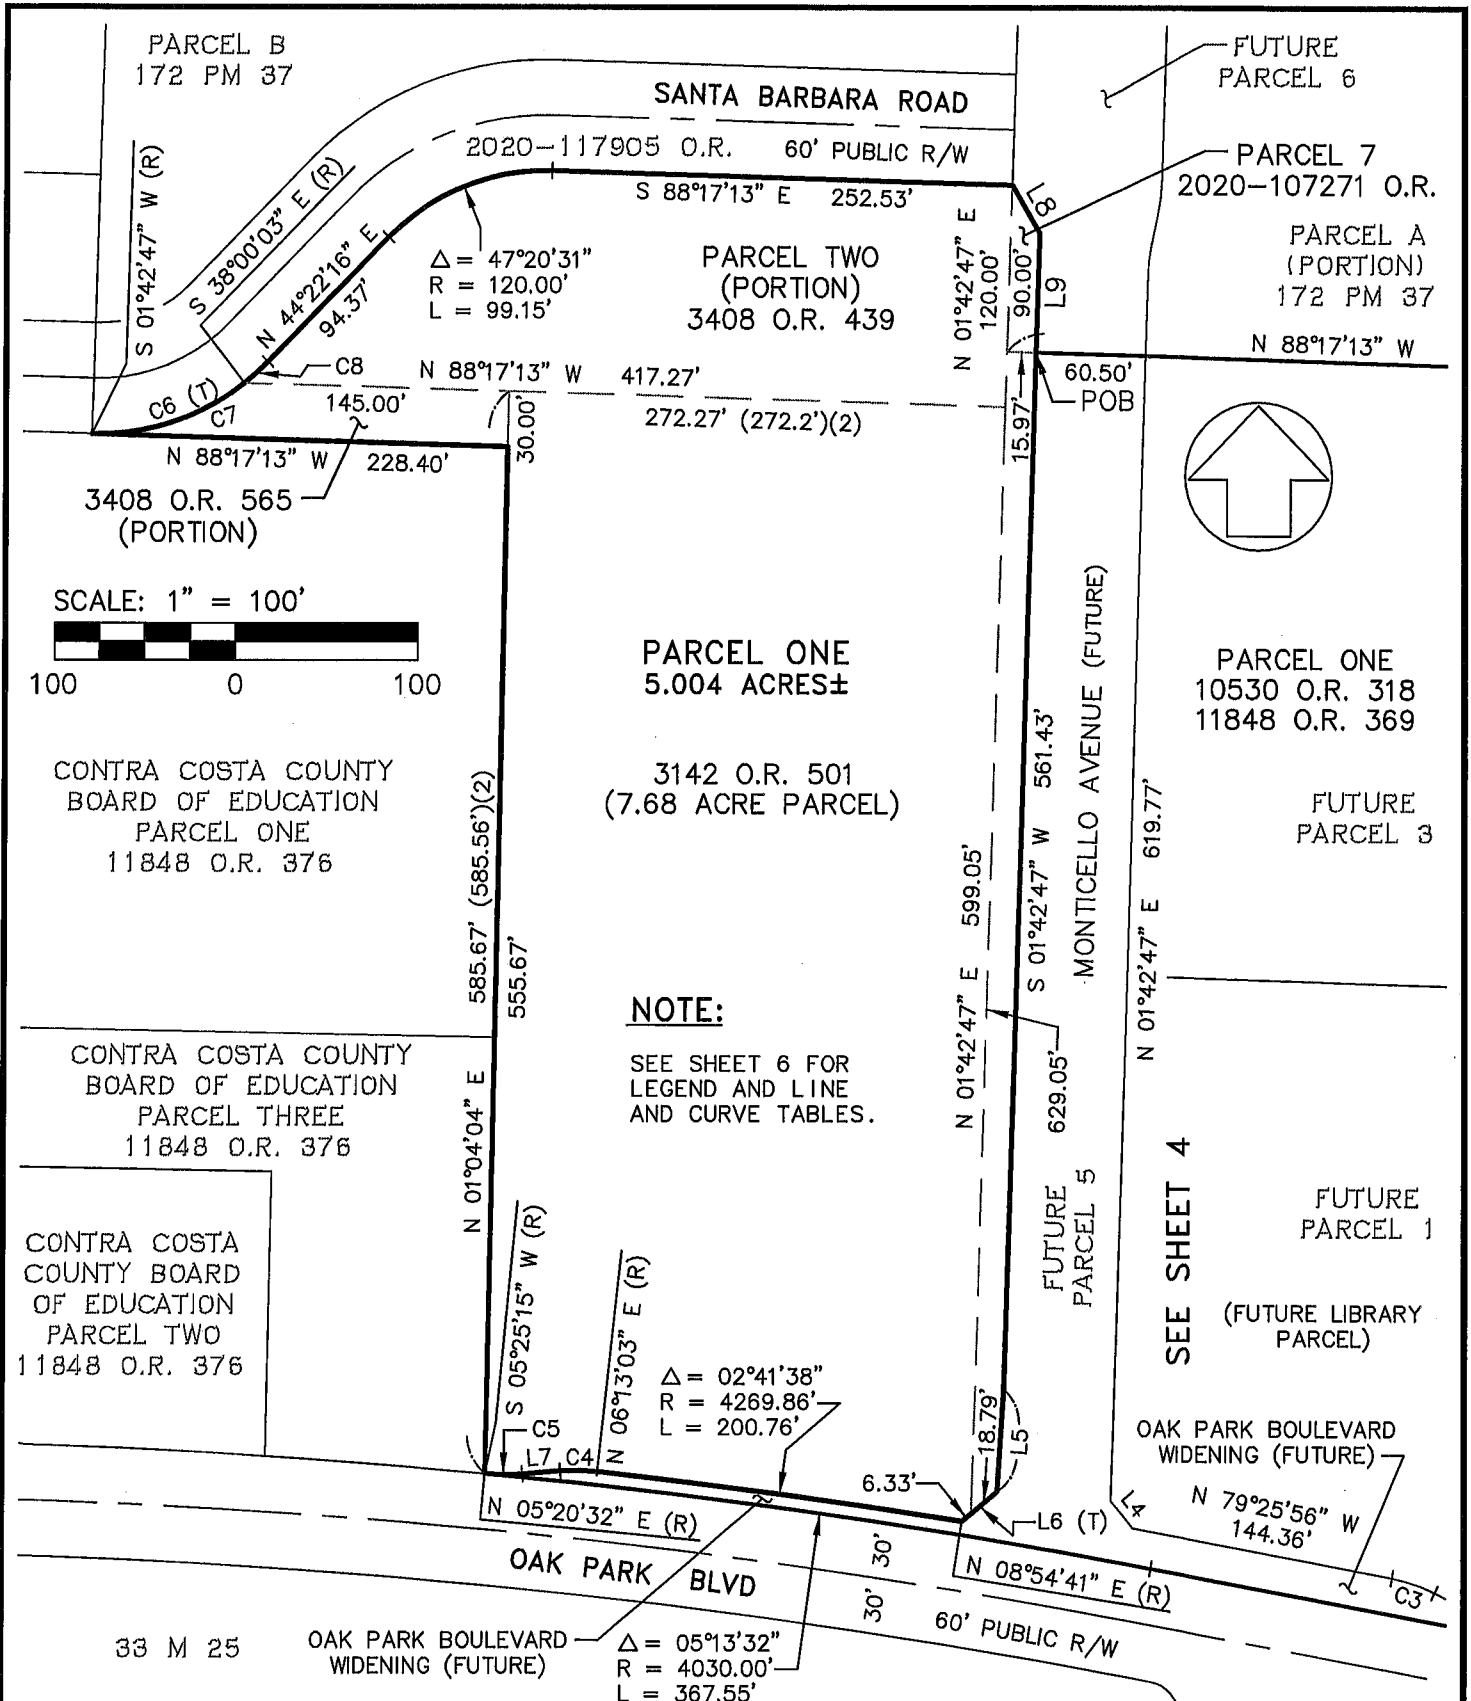 PARCEL B
172 PM 37
SANTA BARBARA ROAD
2020-117905 O.R.
60' PUBLIC R/W
FUTURE
PARCEL 6
PARCEL 7
2020-107271 O.R.
PARCEL A
(PORTION)
172 PM 37
S 01°42'47" W (R)
S 38°00'03" E (R)
N 44°22'16" E
94.37'
S 88°17'13" E 252.53'
L8
Δ = 47°20'31"
R = 120.00'
L = 99.15'
PARCEL TWO
(PORTION)
3408 O.R. 439
N 01°42'47" E
120.00'
90.00'
L9
N 88°17'13" W
60.50'
POB
C8
C6 (T)
C7
N 88°17'13" W 417.27'
145.00'
272.27' (272.2')(2)
15.97'
30.00'
N 88°17'13" W 228.40'
3408 O.R. 565
(PORTION)
SCALE: 1" = 100'
100 0 100
PARCEL ONE
5.004 ACRES±
3142 O.R. 501
(7.68 ACRE PARCEL)
PARCEL ONE
10530 O.R. 318
11848 O.R. 369
FUTURE
PARCEL 3
CONTRA COSTA COUNTY
BOARD OF EDUCATION
PARCEL ONE
11848 O.R. 376
585.67' (585.56')(2)
555.67'
N 01°04'04" E
N 01°42'47" E 599.05'
S 01°42'47" W 561.43'
MONTICELLO AVENUE (FUTURE)
N 01°42'47" E 619.77'
629.05'
NOTE:
SEE SHEET 6 FOR
LEGEND AND LINE
AND CURVE TABLES.
CONTRA COSTA COUNTY
BOARD OF EDUCATION
PARCEL THREE
11848 O.R. 376
CONTRA COSTA
COUNTY BOARD
OF EDUCATION
PARCEL TWO
11848 O.R. 376
FUTURE
PARCEL 5
SEE SHEET 4
FUTURE
PARCEL 1
(FUTURE LIBRARY
PARCEL)
S 05°25'15" W (R)
N 06°13'03" E (R)
Δ = 02°41'38"
R = 4269.86'
L = 200.76'
C5
L7
C4
18.79'
L5
6.33'
L6 (T)
OAK PARK BOULEVARD
WIDENING (FUTURE)
L4
N 79°25'56" W
144.36'
C3
N 05°20'32" E (R)
OAK PARK BLVD
30'
30'
N 08°54'41" E (R)
60' PUBLIC R/W
33 M 25
OAK PARK BOULEVARD
WIDENING (FUTURE)
Δ = 05°13'32"
R = 4030.00'
L = 367.55'